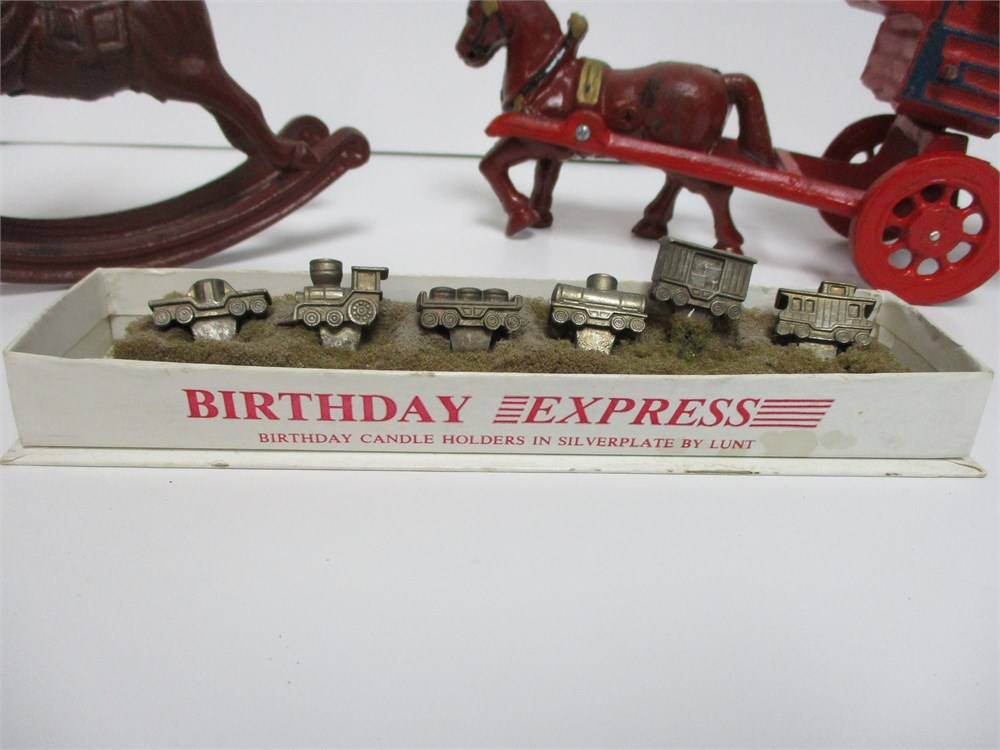 BIRTHDAY EXPRESS
BIRTHDAY CANDLE HOLDERS IN SILVERPLATE BY LUNT